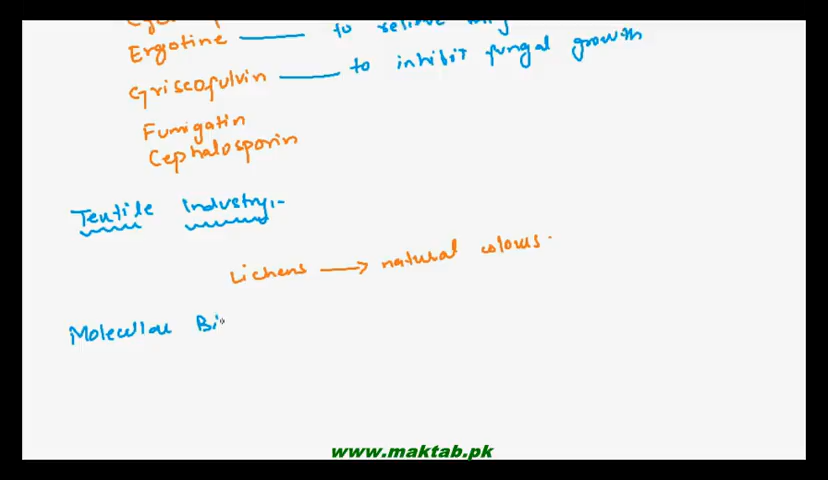 Ergotine —— to relieve
Griseofulvin —— to inhibit fungal growth
Fumigatin
Cephalosporin
Textile Industry:-
Lichens → natural colours.
Molecular Bi
www.maktab.pk